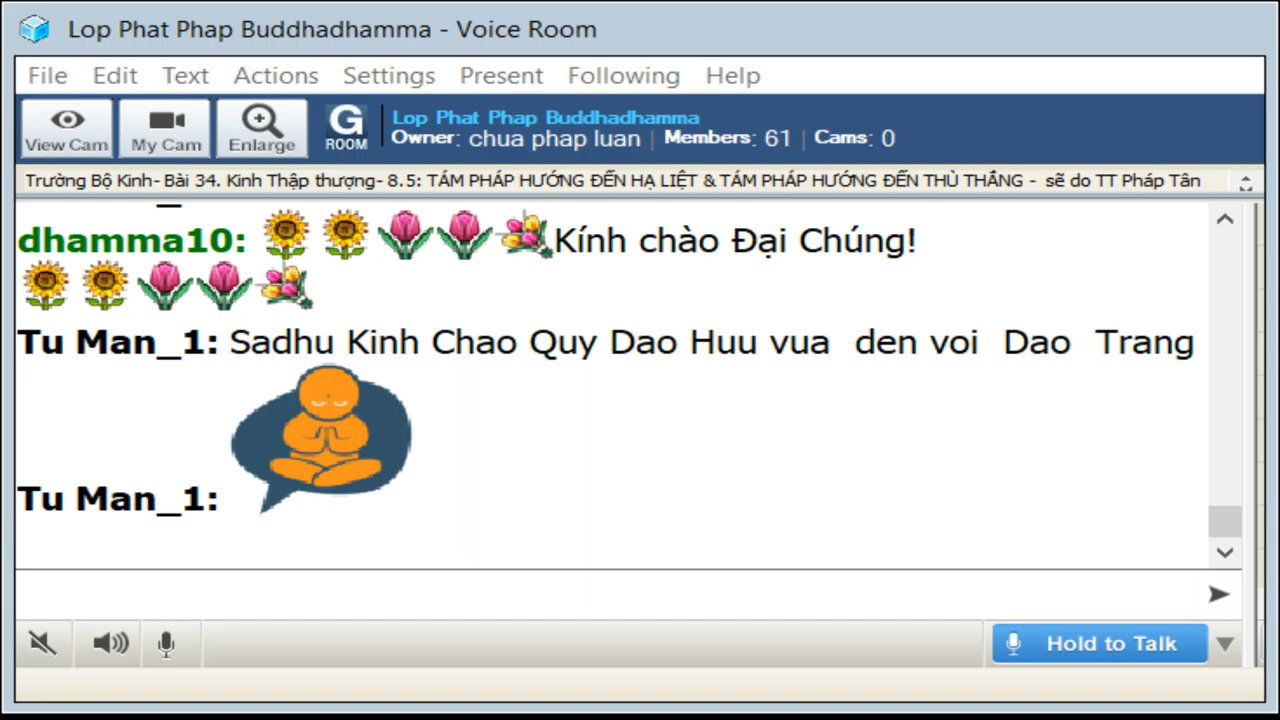 Lop Phat Phap Buddhadhamma - Voice Room
File Edit Text Actions Settings Present Following Help
View Cam My Cam Enlarge G ROOM
Lop Phat Phap Buddhadhamma
Owner: chua phap luan | Members: 61 | Cams: 0
Trường Bộ Kinh- Bài 34. Kinh Thập thượng- 8.5: TÁM PHÁP HƯỚNG ĐẾN HẠ LIỆT & TÁM PHÁP HƯỚNG ĐẾN THÙ THẮNG - sẽ do TT Pháp Tân
dhamma10: Kính chào Đại Chúng!
Tu Man_1: Sadhu Kinh Chao Quy Dao Huu vua den voi Dao Trang
Tu Man_1:
Hold to Talk